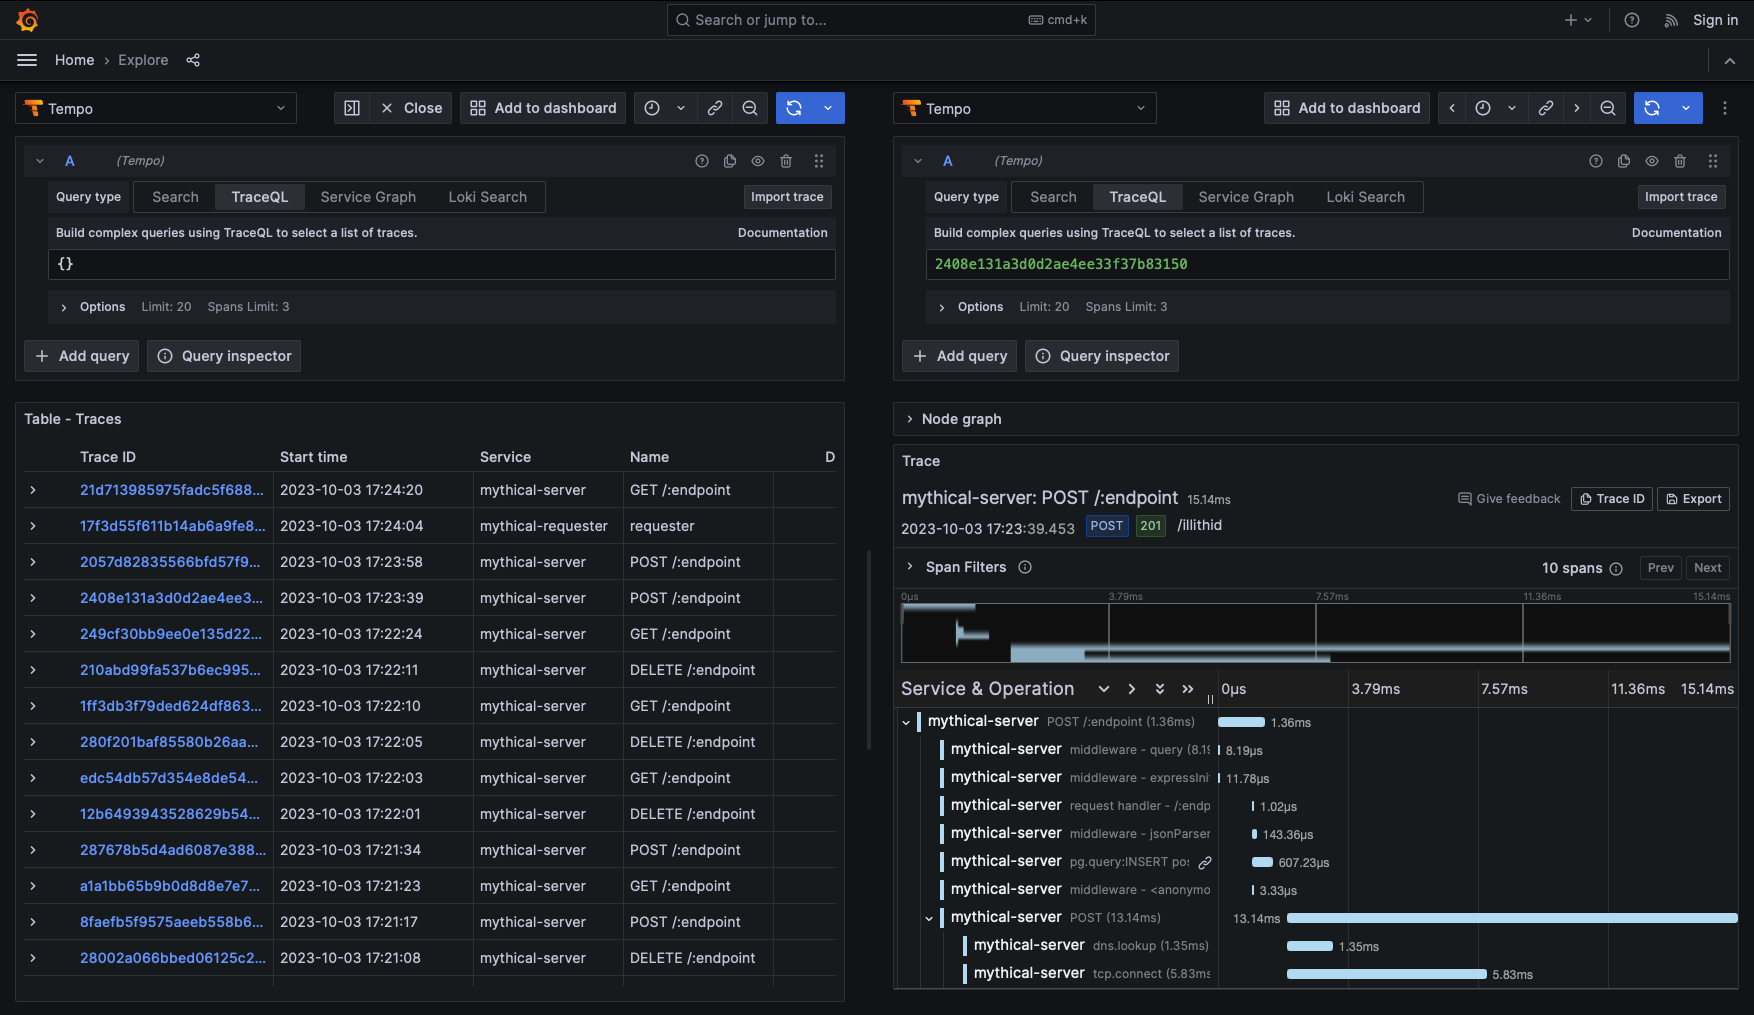 Search or jump to... cmd+k Sign in
Home Explore
Tempo Close Add to dashboard
A (Tempo)
Query type Search TraceQL Service Graph Loki Search Import trace
Build complex queries using TraceQL to select a list of traces. Documentation
{}
Options Limit: 20 Spans Limit: 3
Add query Query inspector
Table - Traces
Trace ID Start time Service Name D
21d713985975fadc5f688... 2023-10-03 17:24:20 mythical-server GET /:endpoint
17f3d55f611b14ab6a9fe8... 2023-10-03 17:24:04 mythical-requester requester
2057d82835566bfd57f9... 2023-10-03 17:23:58 mythical-server POST /:endpoint
2408e131a3d0d2ae4ee3... 2023-10-03 17:23:39 mythical-server POST /:endpoint
249cf30bb9ee0e135d22... 2023-10-03 17:22:24 mythical-server GET /:endpoint
210abd99fa537b6ec995... 2023-10-03 17:22:11 mythical-server DELETE /:endpoint
1ff3db3f79ded624df863... 2023-10-03 17:22:10 mythical-server GET /:endpoint
280f201baf85580b26aa... 2023-10-03 17:22:05 mythical-server DELETE /:endpoint
edc54db57d354e8de54... 2023-10-03 17:22:03 mythical-server GET /:endpoint
12b6493943528629b54... 2023-10-03 17:22:01 mythical-server DELETE /:endpoint
287678b5d4ad6087e388... 2023-10-03 17:21:34 mythical-server POST /:endpoint
a1a1bb65b9b0d8d8e7e7... 2023-10-03 17:21:23 mythical-server GET /:endpoint
8faefb5f9575aeeb558b6... 2023-10-03 17:21:17 mythical-server POST /:endpoint
28002a066bbed06125c2... 2023-10-03 17:21:08 mythical-server DELETE /:endpoint
Tempo Add to dashboard
A (Tempo)
Query type Search TraceQL Service Graph Loki Search Import trace
Build complex queries using TraceQL to select a list of traces. Documentation
2408e131a3d0d2ae4ee33f37b83150
Options Limit: 20 Spans Limit: 3
Add query Query inspector
Node graph
Trace
mythical-server: POST /:endpoint 15.14ms Give feedback Trace ID Export
2023-10-03 17:23:39.453 POST 201 /illithid
Span Filters 10 spans Prev Next
0μs 3.79ms 7.57ms 11.36ms 15.14ms
Service & Operation 0μs 3.79ms 7.57ms 11.36ms 15.14ms
mythical-server POST /:endpoint (1.36ms) 1.36ms
mythical-server middleware - query (8.19 8.19μs
mythical-server middleware - expressInit 11.78μs
mythical-server request handler - /:endp 1.02μs
mythical-server middleware - jsonParser 143.36μs
mythical-server pg.query:INSERT pos 607.23μs
mythical-server middleware - <anonymo 3.33μs
mythical-server POST (13.14ms) 13.14ms
mythical-server dns.lookup (1.35ms) 1.35ms
mythical-server tcp.connect (5.83ms 5.83ms